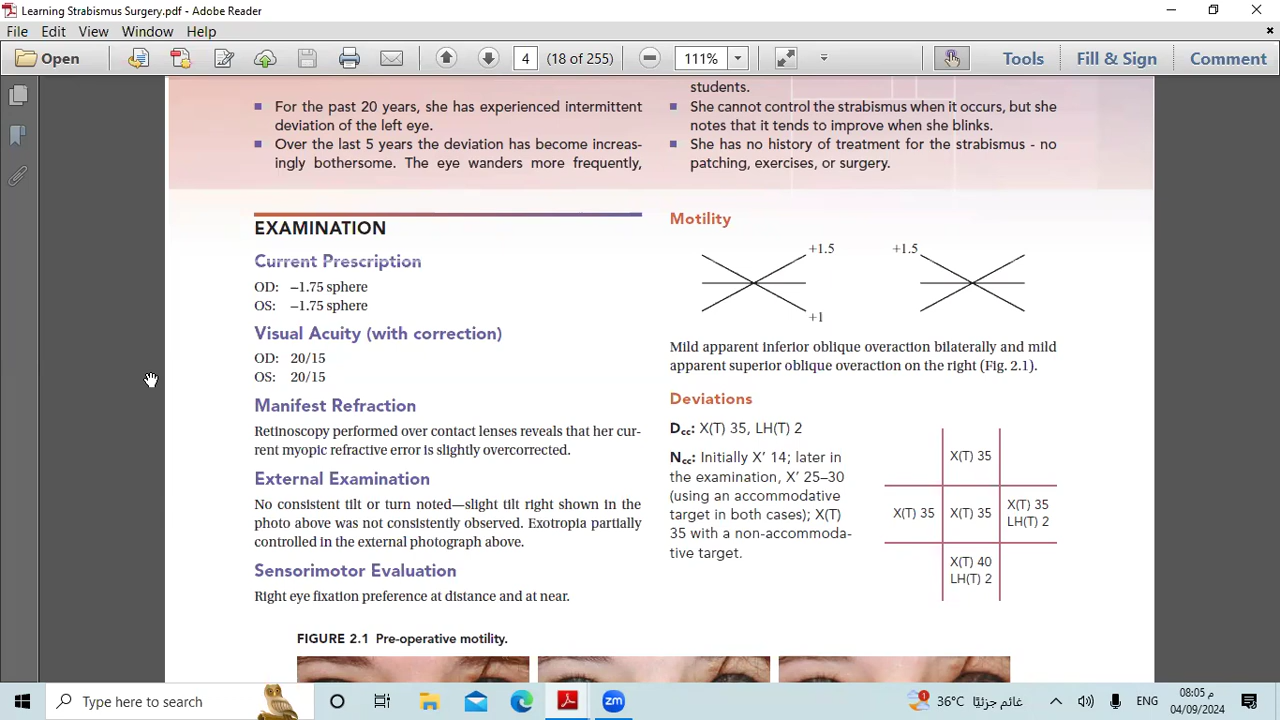 Learning Strabismus Surgery.pdf - Adobe Reader
File Edit View Window Help
Open 4 (18 of 255) 111% Tools Fill & Sign Comment
For the past 20 years, she has experienced intermittent
deviation of the left eye.
Over the last 5 years the deviation has become increas-
ingly bothersome. The eye wanders more frequently,
students.
She cannot control the strabismus when it occurs, but she
notes that it tends to improve when she blinks.
She has no history of treatment for the strabismus - no
patching, exercises, or surgery.
EXAMINATION
Current Prescription
OD: –1.75 sphere
OS: –1.75 sphere
Visual Acuity (with correction)
OD: 20/15
OS: 20/15
Manifest Refraction
Retinoscopy performed over contact lenses reveals that her cur-
rent myopic refractive error is slightly overcorrected.
External Examination
No consistent tilt or turn noted—slight tilt right shown in the
photo above was not consistently observed. Exotropia partially
controlled in the external photograph above.
Sensorimotor Evaluation
Right eye fixation preference at distance and at near.
Motility
+1.5 +1.5
+1
Mild apparent inferior oblique overaction bilaterally and mild
apparent superior oblique overaction on the right (Fig. 2.1).
Deviations
Dcc: X(T) 35, LH(T) 2
Ncc: Initially X’ 14; later in
the examination, X’ 25–30
(using an accommodative
target in both cases); X(T)
35 with a non-accommoda-
tive target.
X(T) 35
X(T) 35 X(T) 35 X(T) 35
LH(T) 2
X(T) 40
LH(T) 2
FIGURE 2.1 Pre-operative motility.
Type here to search
zm
1
36°C غائم جزئيًا
ENG
08:05 م
04/09/2024